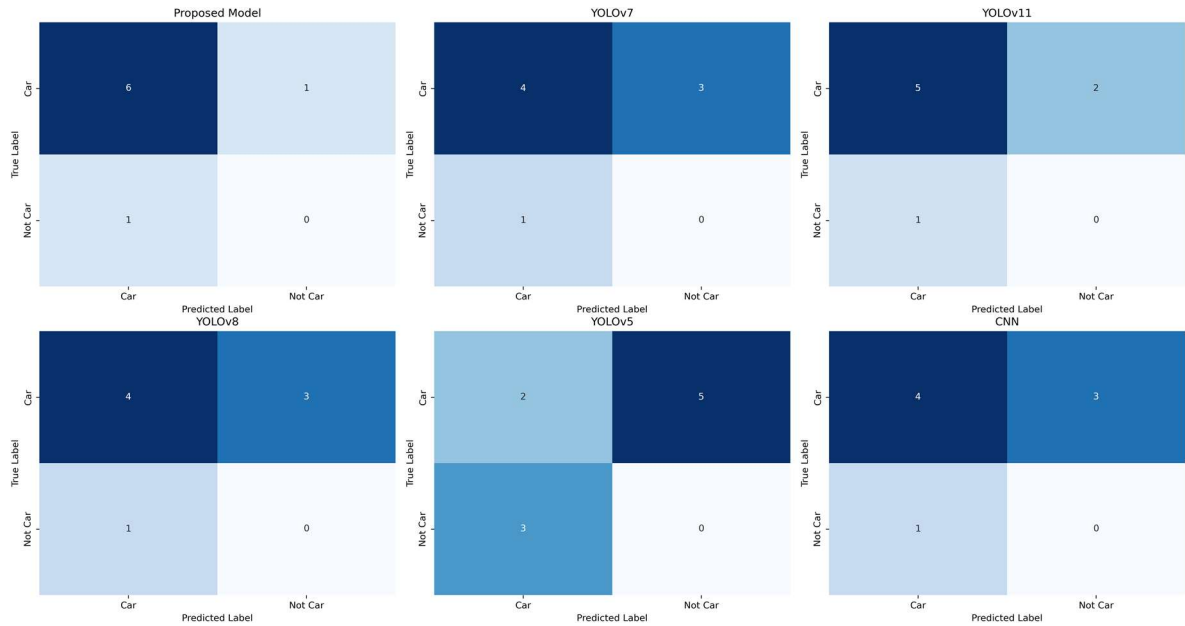 Proposed Model
True Label
Car
Not Car
6
1
1
0
Car
Not Car
Predicted Label
YOLOv7
True Label
Car
Not Car
4
3
1
0
Car
Not Car
Predicted Label
YOLOv11
True Label
Car
Not Car
5
2
1
0
Car
Not Car
Predicted Label
YOLOv8
True Label
Car
Not Car
4
3
1
0
Car
Not Car
Predicted Label
YOLOv5
True Label
Car
Not Car
2
5
3
0
Car
Not Car
Predicted Label
CNN
True Label
Car
Not Car
4
3
1
0
Car
Not Car
Predicted Label